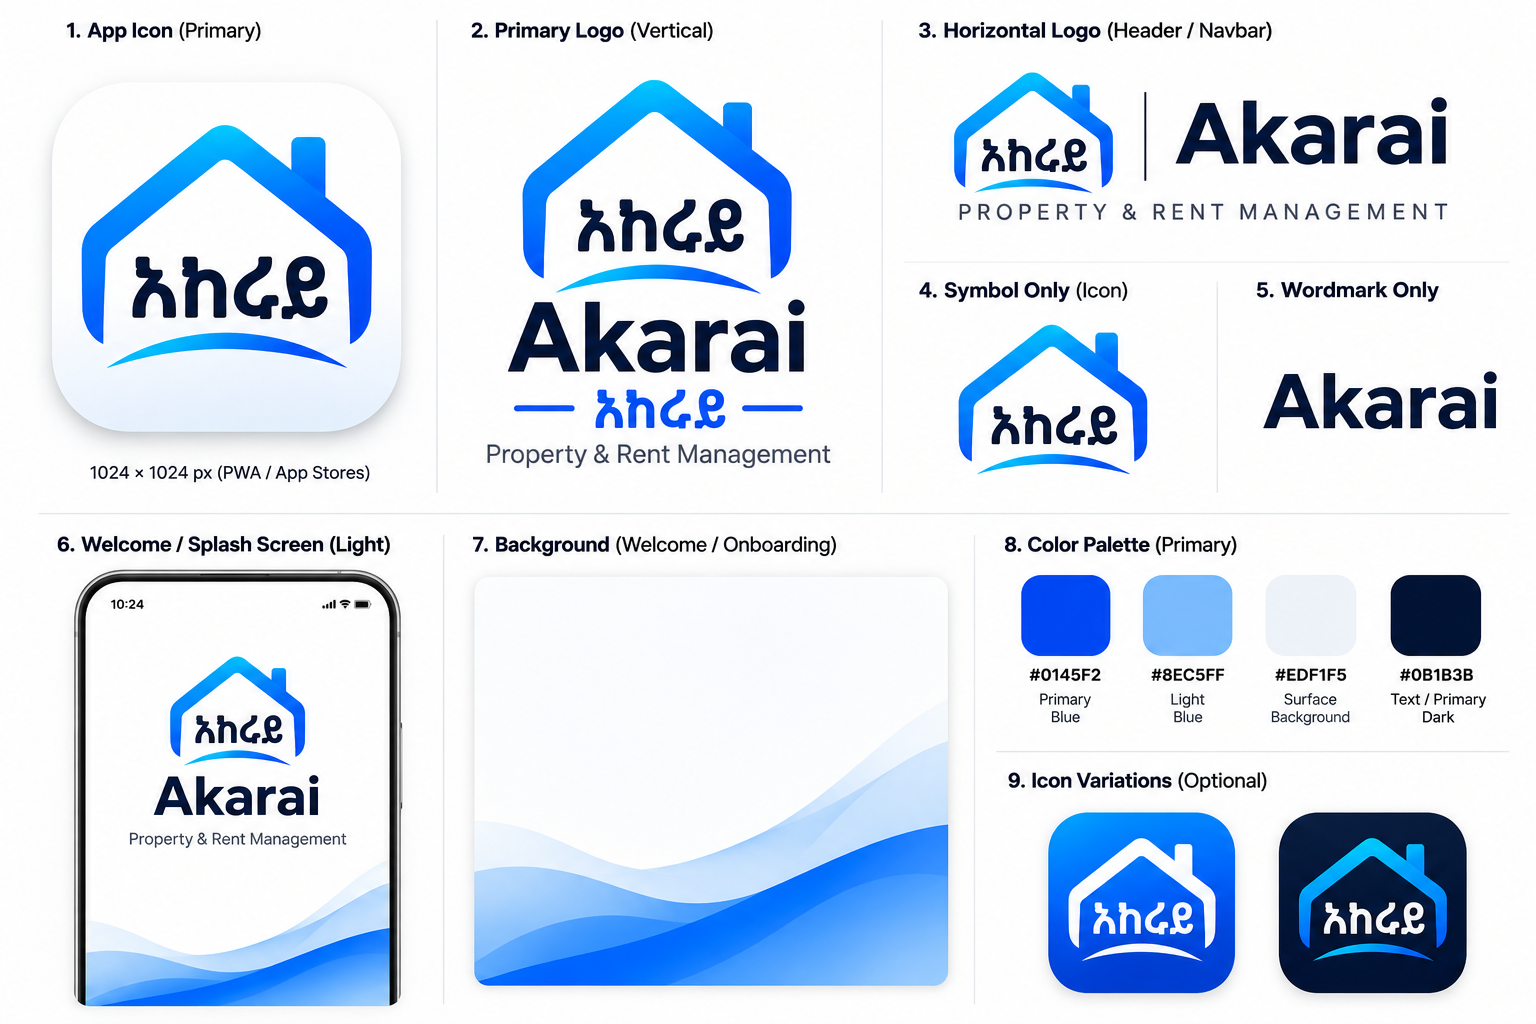 1. App Icon (Primary)
አከራይ
1024 × 1024 px (PWA / App Stores)
2. Primary Logo (Vertical)
አከራይ
Akarai
አከራይ
Property & Rent Management
3. Horizontal Logo (Header / Navbar)
አከራይ
Akarai
PROPERTY & RENT MANAGEMENT
4. Symbol Only (Icon)
አከራይ
5. Wordmark Only
Akarai
6. Welcome / Splash Screen (Light)
10:24
አከራይ
Akarai
Property & Rent Management
7. Background (Welcome / Onboarding)
8. Color Palette (Primary)
#0145F2
Primary
Blue
#8EC5FF
Light
Blue
#EDF1F5
Surface
Background
#0B1B3B
Text / Primary
Dark
9. Icon Variations (Optional)
አከራይ
አከራይ